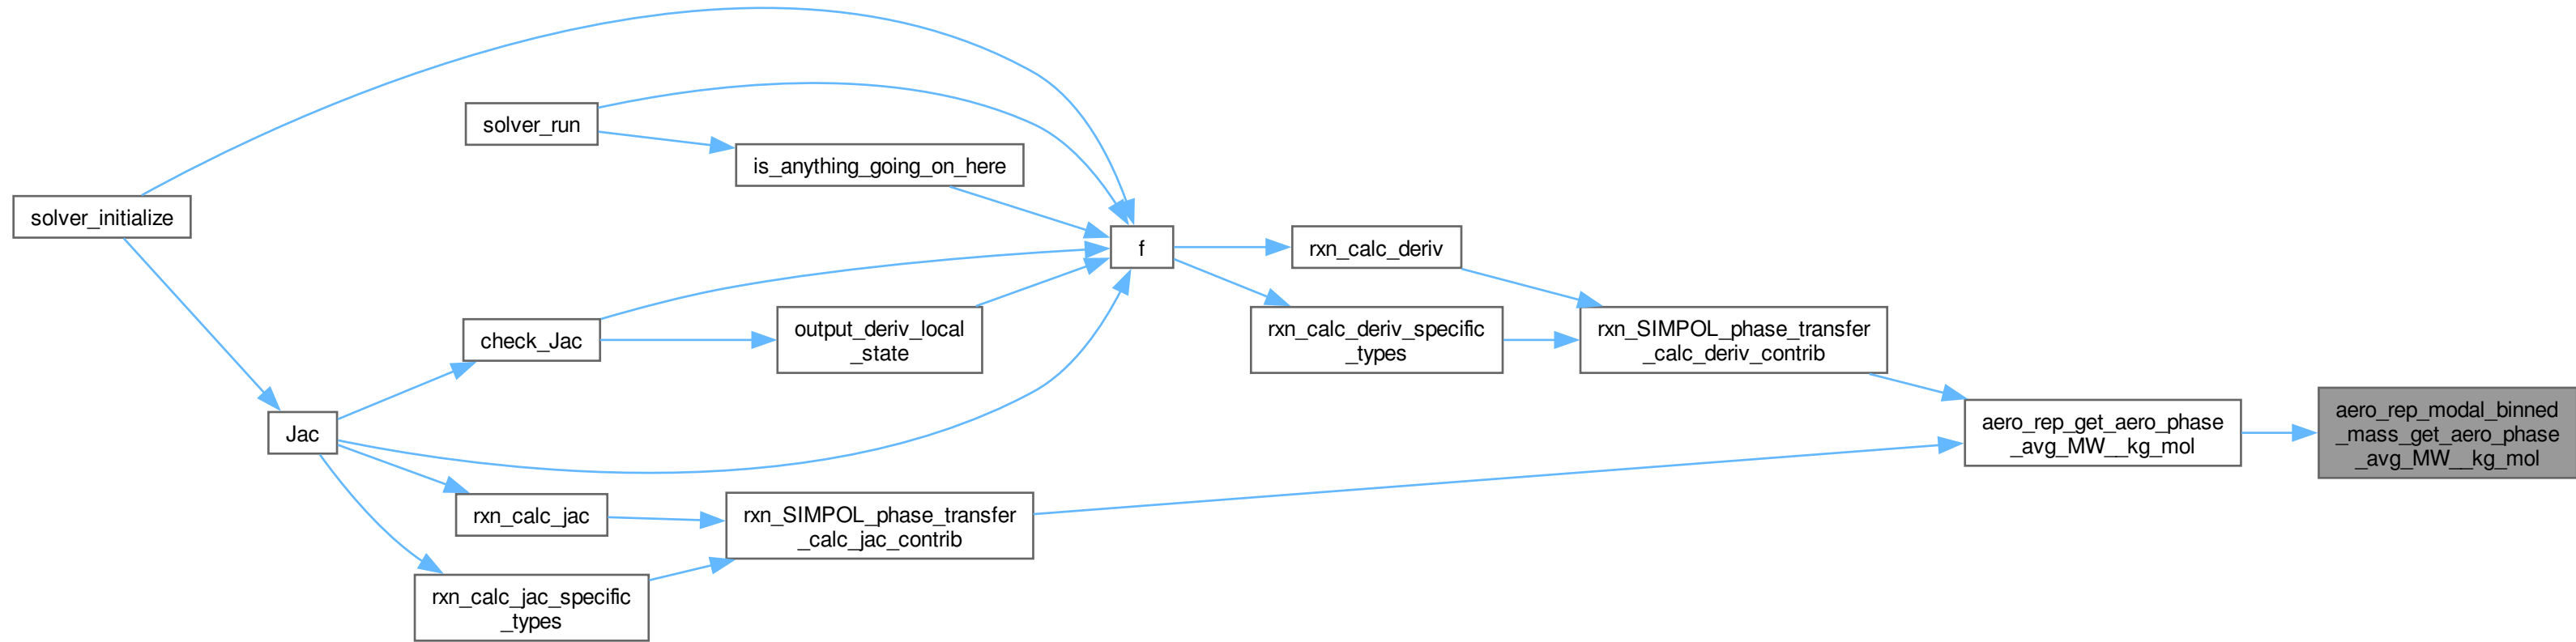 solver_run
is_anything_going_on_here
solver_initialize
f
rxn_calc_deriv
check_Jac
output_deriv_local
_state
rxn_calc_deriv_specific
_types
rxn_SIMPOL_phase_transfer
_calc_deriv_contrib
Jac
aero_rep_get_aero_phase
_avg_MW__kg_mol
aero_rep_modal_binned
_mass_get_aero_phase
_avg_MW__kg_mol
rxn_calc_jac
rxn_SIMPOL_phase_transfer
_calc_jac_contrib
rxn_calc_jac_specific
_types